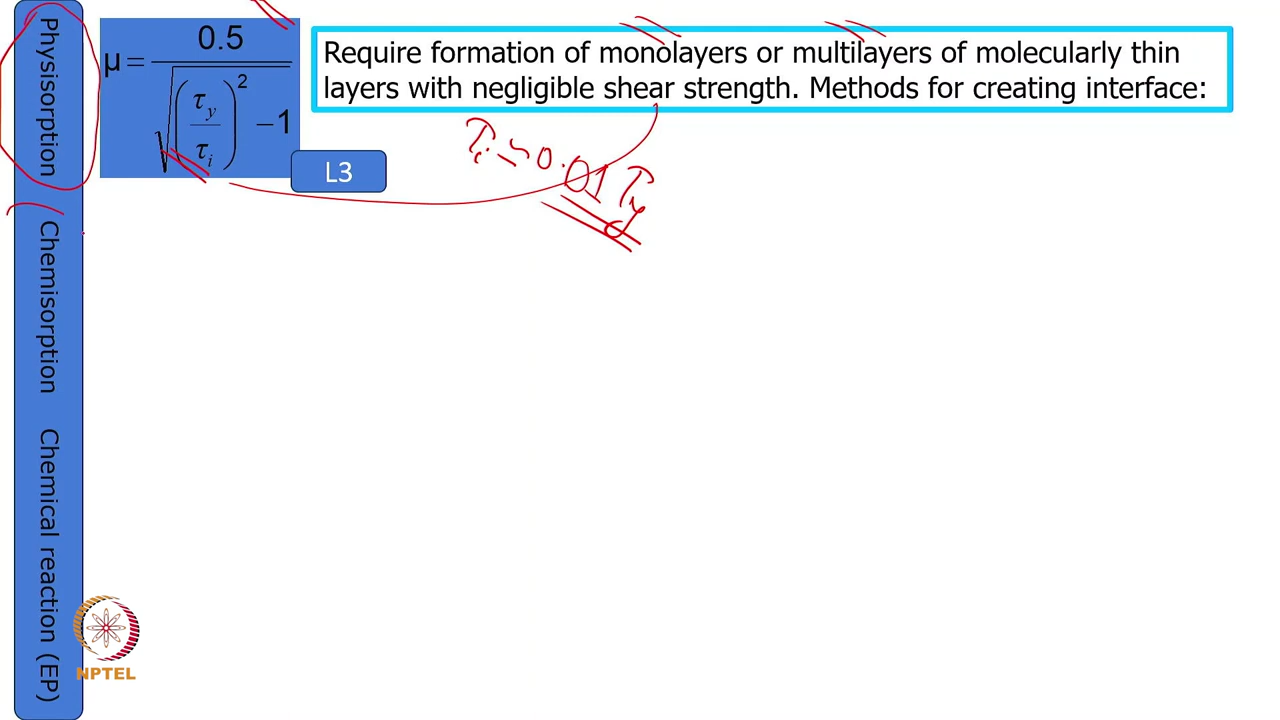 Physisorption
Chemisorption
Chemical reaction (EP)
μ = 0.5 / √((τy/τi)² − 1)
L3
Require formation of monolayers or multilayers of molecularly thin
layers with negligible shear strength. Methods for creating interface:
τi ≈ 0.01 τy
NPTEL